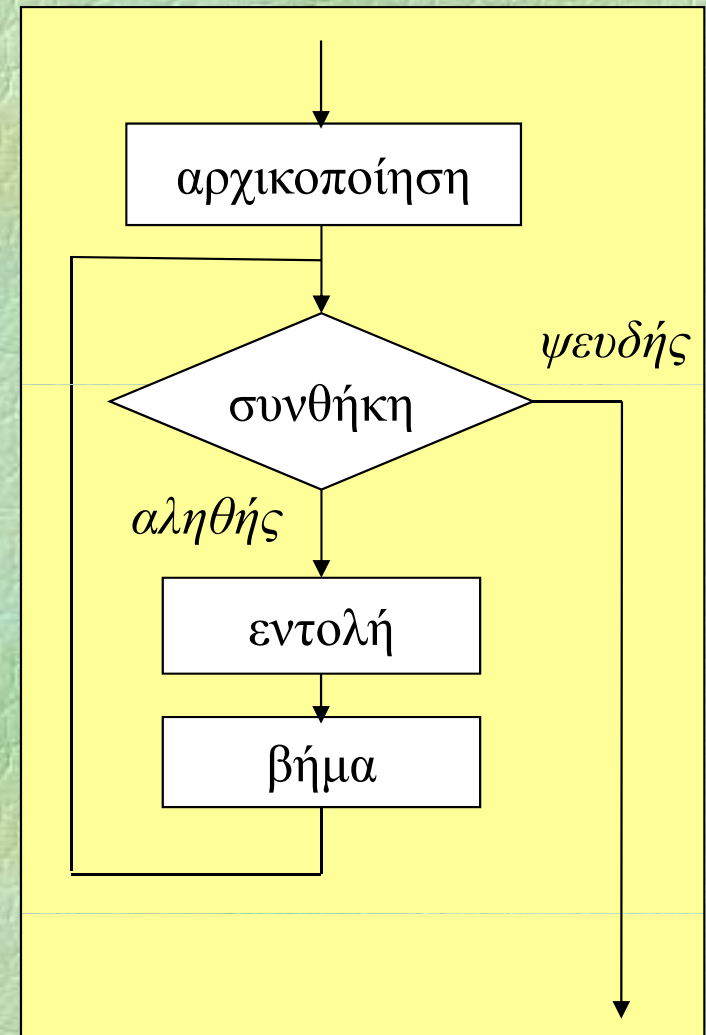 αρχικοποίηση
ψευδής
συνθήκη
αληθής
εντολή
βήμα